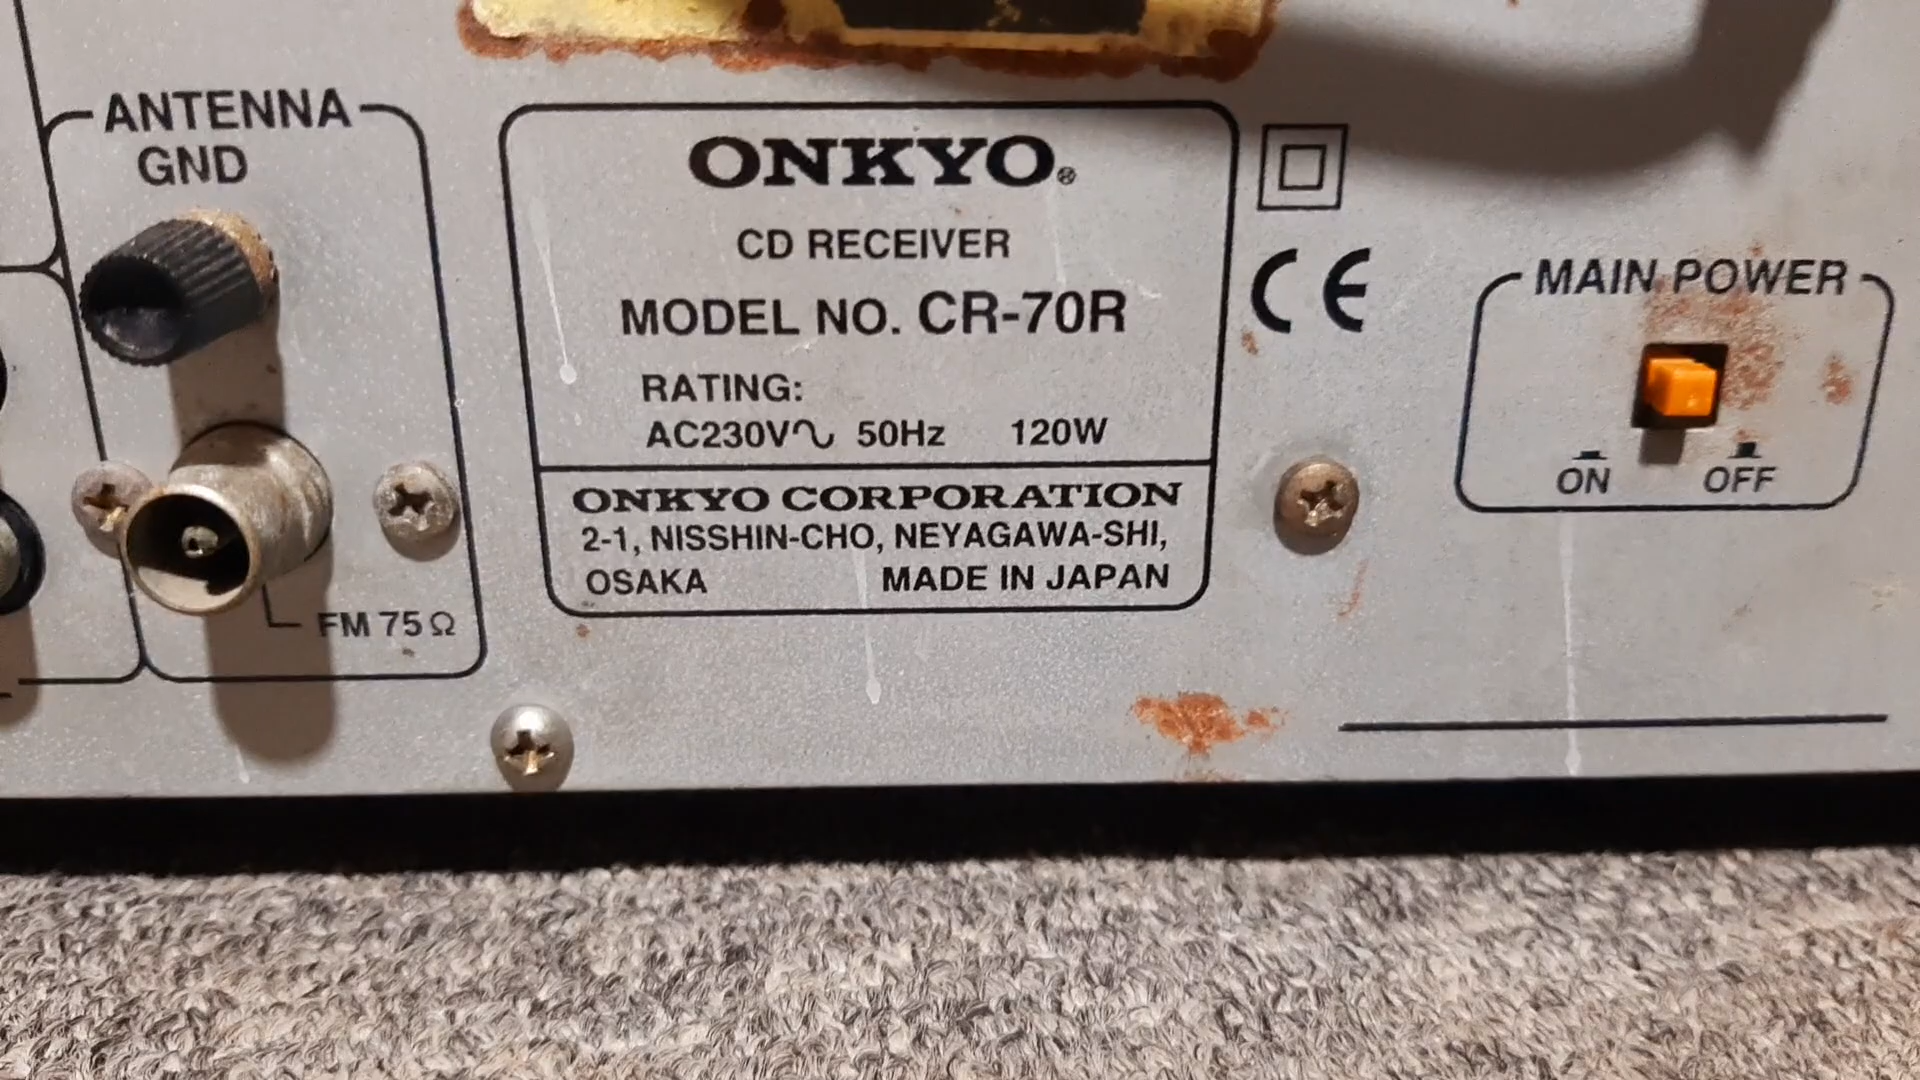 ANTENNA
GND
FM 75 Ω
ONKYO®
CD RECEIVER
MODEL NO. CR-70R
RATING:
AC230V∿ 50Hz 120W
ONKYO CORPORATION
2-1, NISSHIN-CHO, NEYAGAWA-SHI,
OSAKA MADE IN JAPAN
CE
MAIN POWER
ON OFF